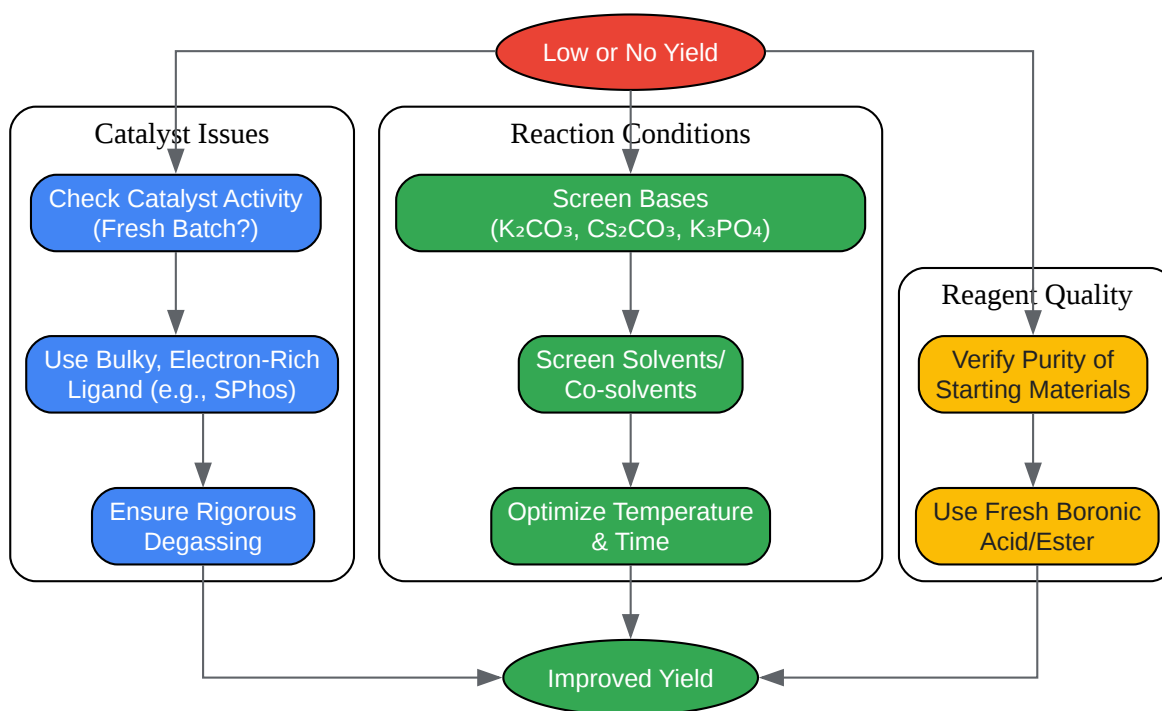 Low or No Yield
Catalyst Issues
Check Catalyst Activity
(Fresh Batch?)
Use Bulky, Electron-Rich
Ligand (e.g., SPhos)
Ensure Rigorous
Degassing
Reaction Conditions
Screen Bases
(K₂CO₃, Cs₂CO₃, K₃PO₄)
Screen Solvents/
Co-solvents
Optimize Temperature
& Time
Reagent Quality
Verify Purity of
Starting Materials
Use Fresh Boronic
Acid/Ester
Improved Yield